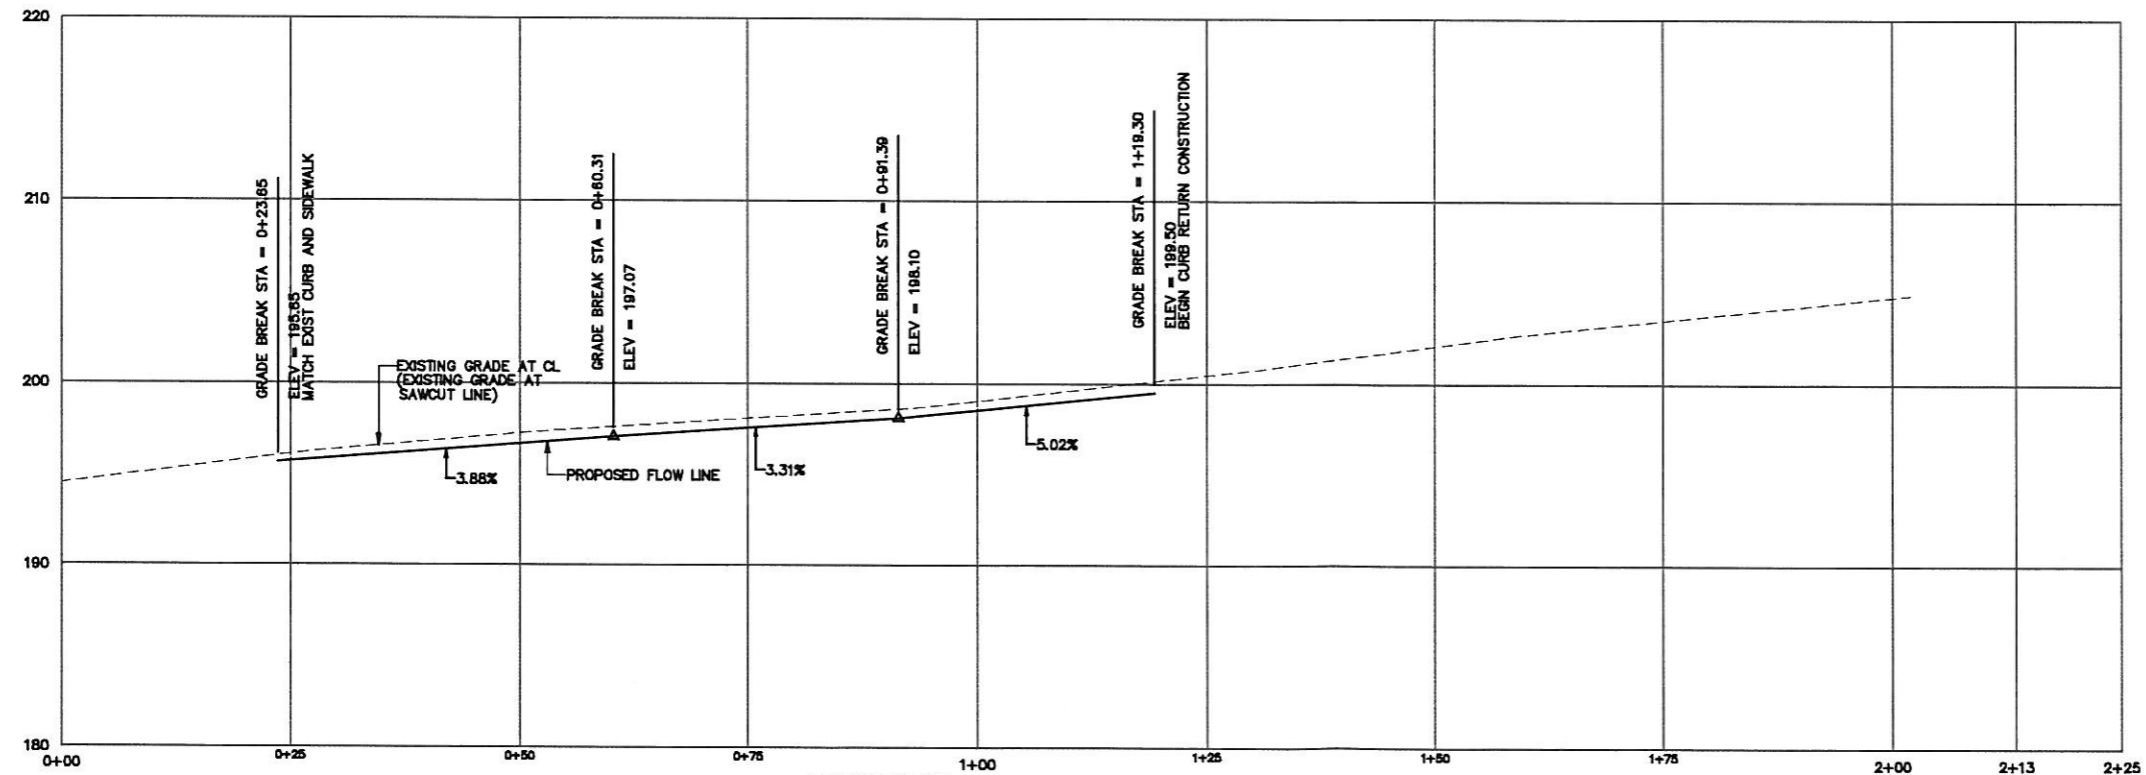 220
210
200
190
180
GRADE BREAK STA = 0+23.65
ELEV = 195.65
MATCH EXIST CURB AND SIDEWALK
GRADE BREAK STA = 0+60.31
ELEV = 197.07
GRADE BREAK STA = 0+91.39
ELEV = 198.10
GRADE BREAK STA = 1+19.30
ELEV = 199.50
BEGIN CURB RETURN CONSTRUCTION
EXISTING GRADE AT CL
(EXISTING GRADE AT
SAWCUT LINE)
3.88%
PROPOSED FLOW LINE
3.31%
5.02%
0+00
0+25
0+50
0+75
1+00
1+25
1+50
1+75
2+00
2+13
2+25